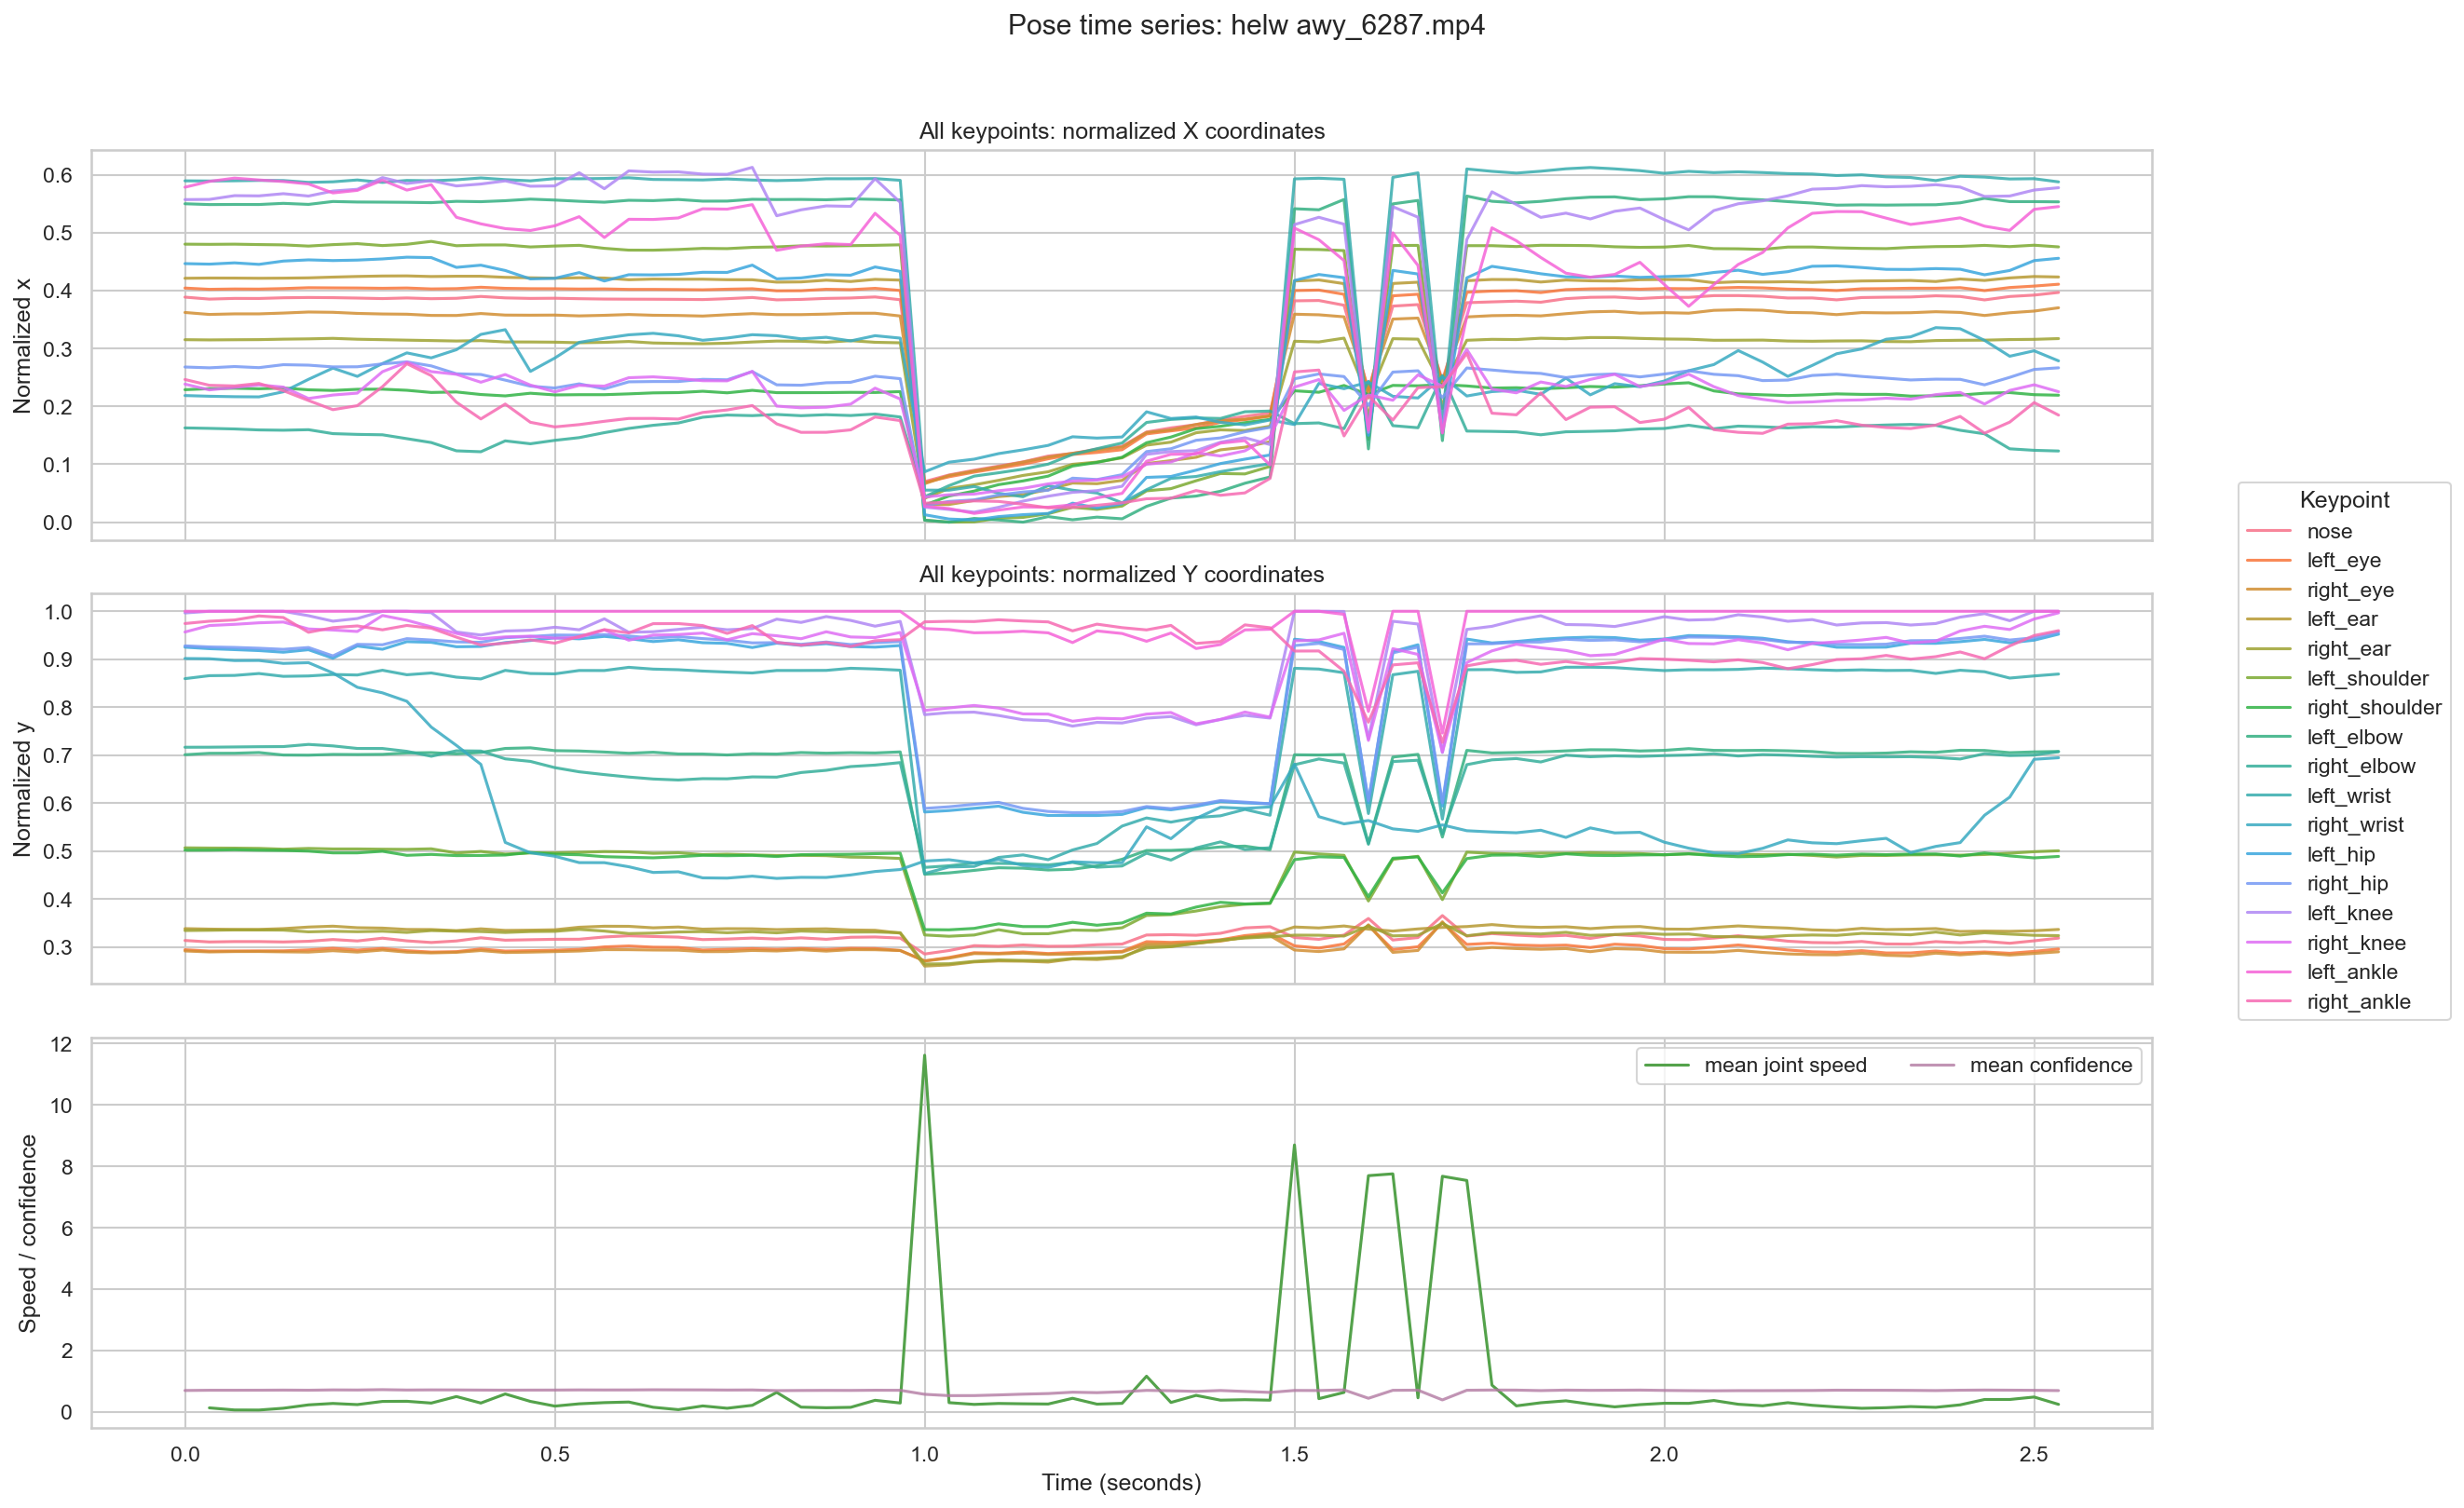 Pose time series: helw awy_6287.mp4
All keypoints: normalized X coordinates
Normalized x
0.6
0.5
0.4
0.3
0.2
0.1
0.0
All keypoints: normalized Y coordinates
Normalized y
1.0
0.9
0.8
0.7
0.6
0.5
0.4
0.3
Keypoint
nose
left_eye
right_eye
left_ear
right_ear
left_shoulder
right_shoulder
left_elbow
right_elbow
left_wrist
right_wrist
left_hip
right_hip
left_knee
right_knee
left_ankle
right_ankle
Speed / confidence
12
10
8
6
4
2
0
mean joint speed mean confidence
0.0 0.5 1.0 1.5 2.0 2.5
Time (seconds)